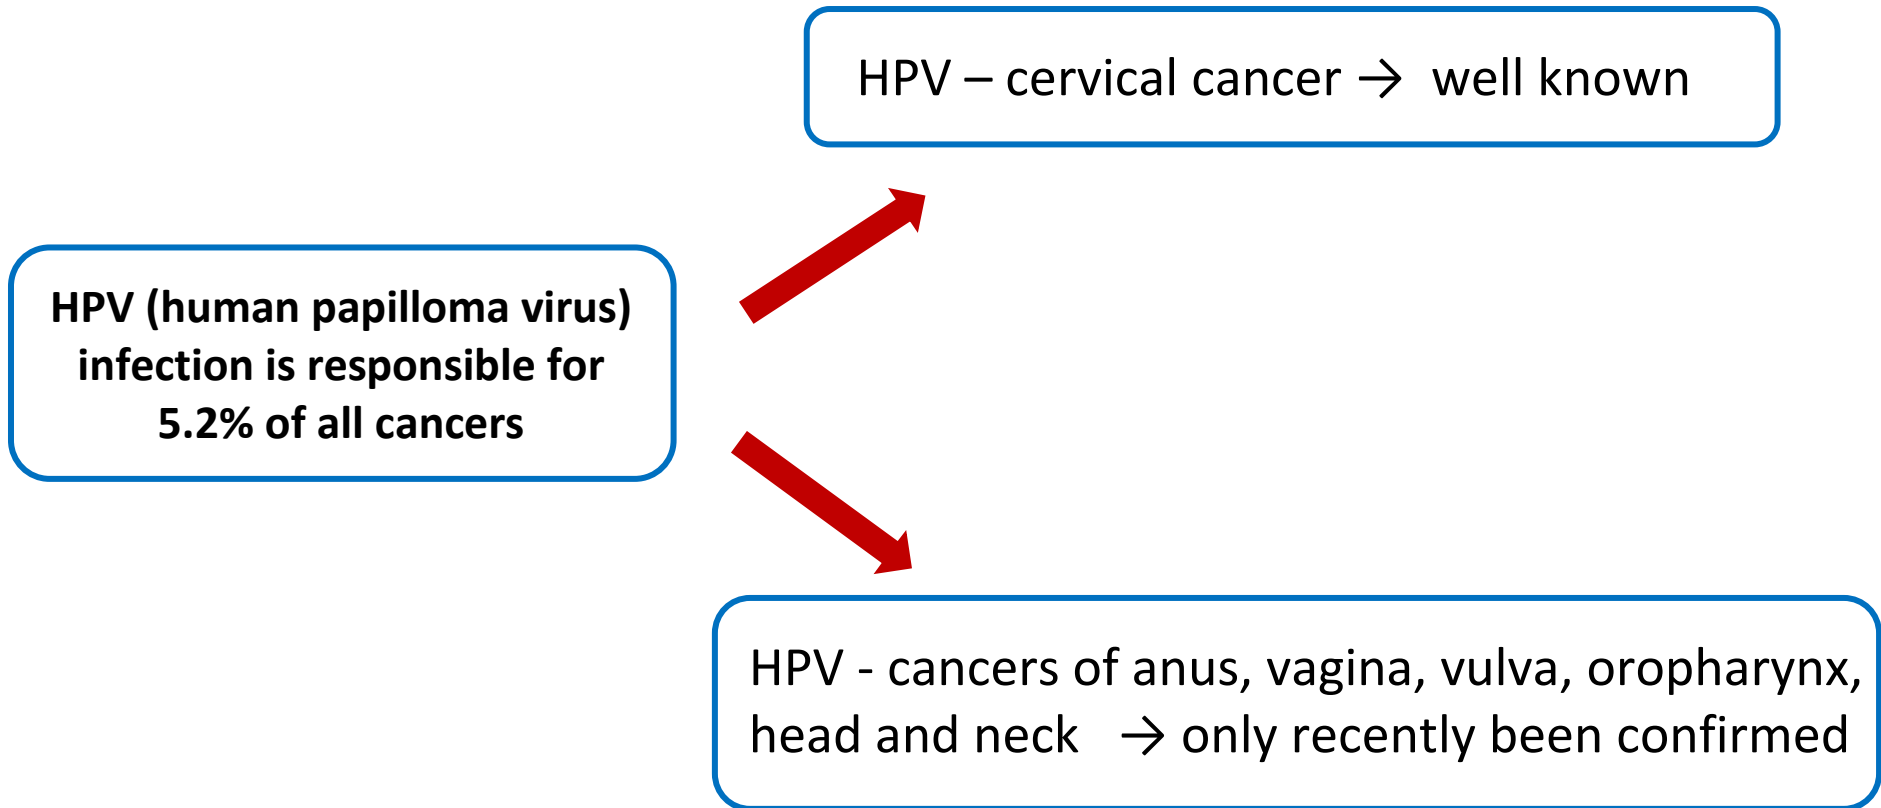 HPV – cervical cancer → well known
HPV (human papilloma virus)
infection is responsible for
5.2% of all cancers
HPV - cancers of anus, vagina, vulva, oropharynx,
head and neck → only recently been confirmed